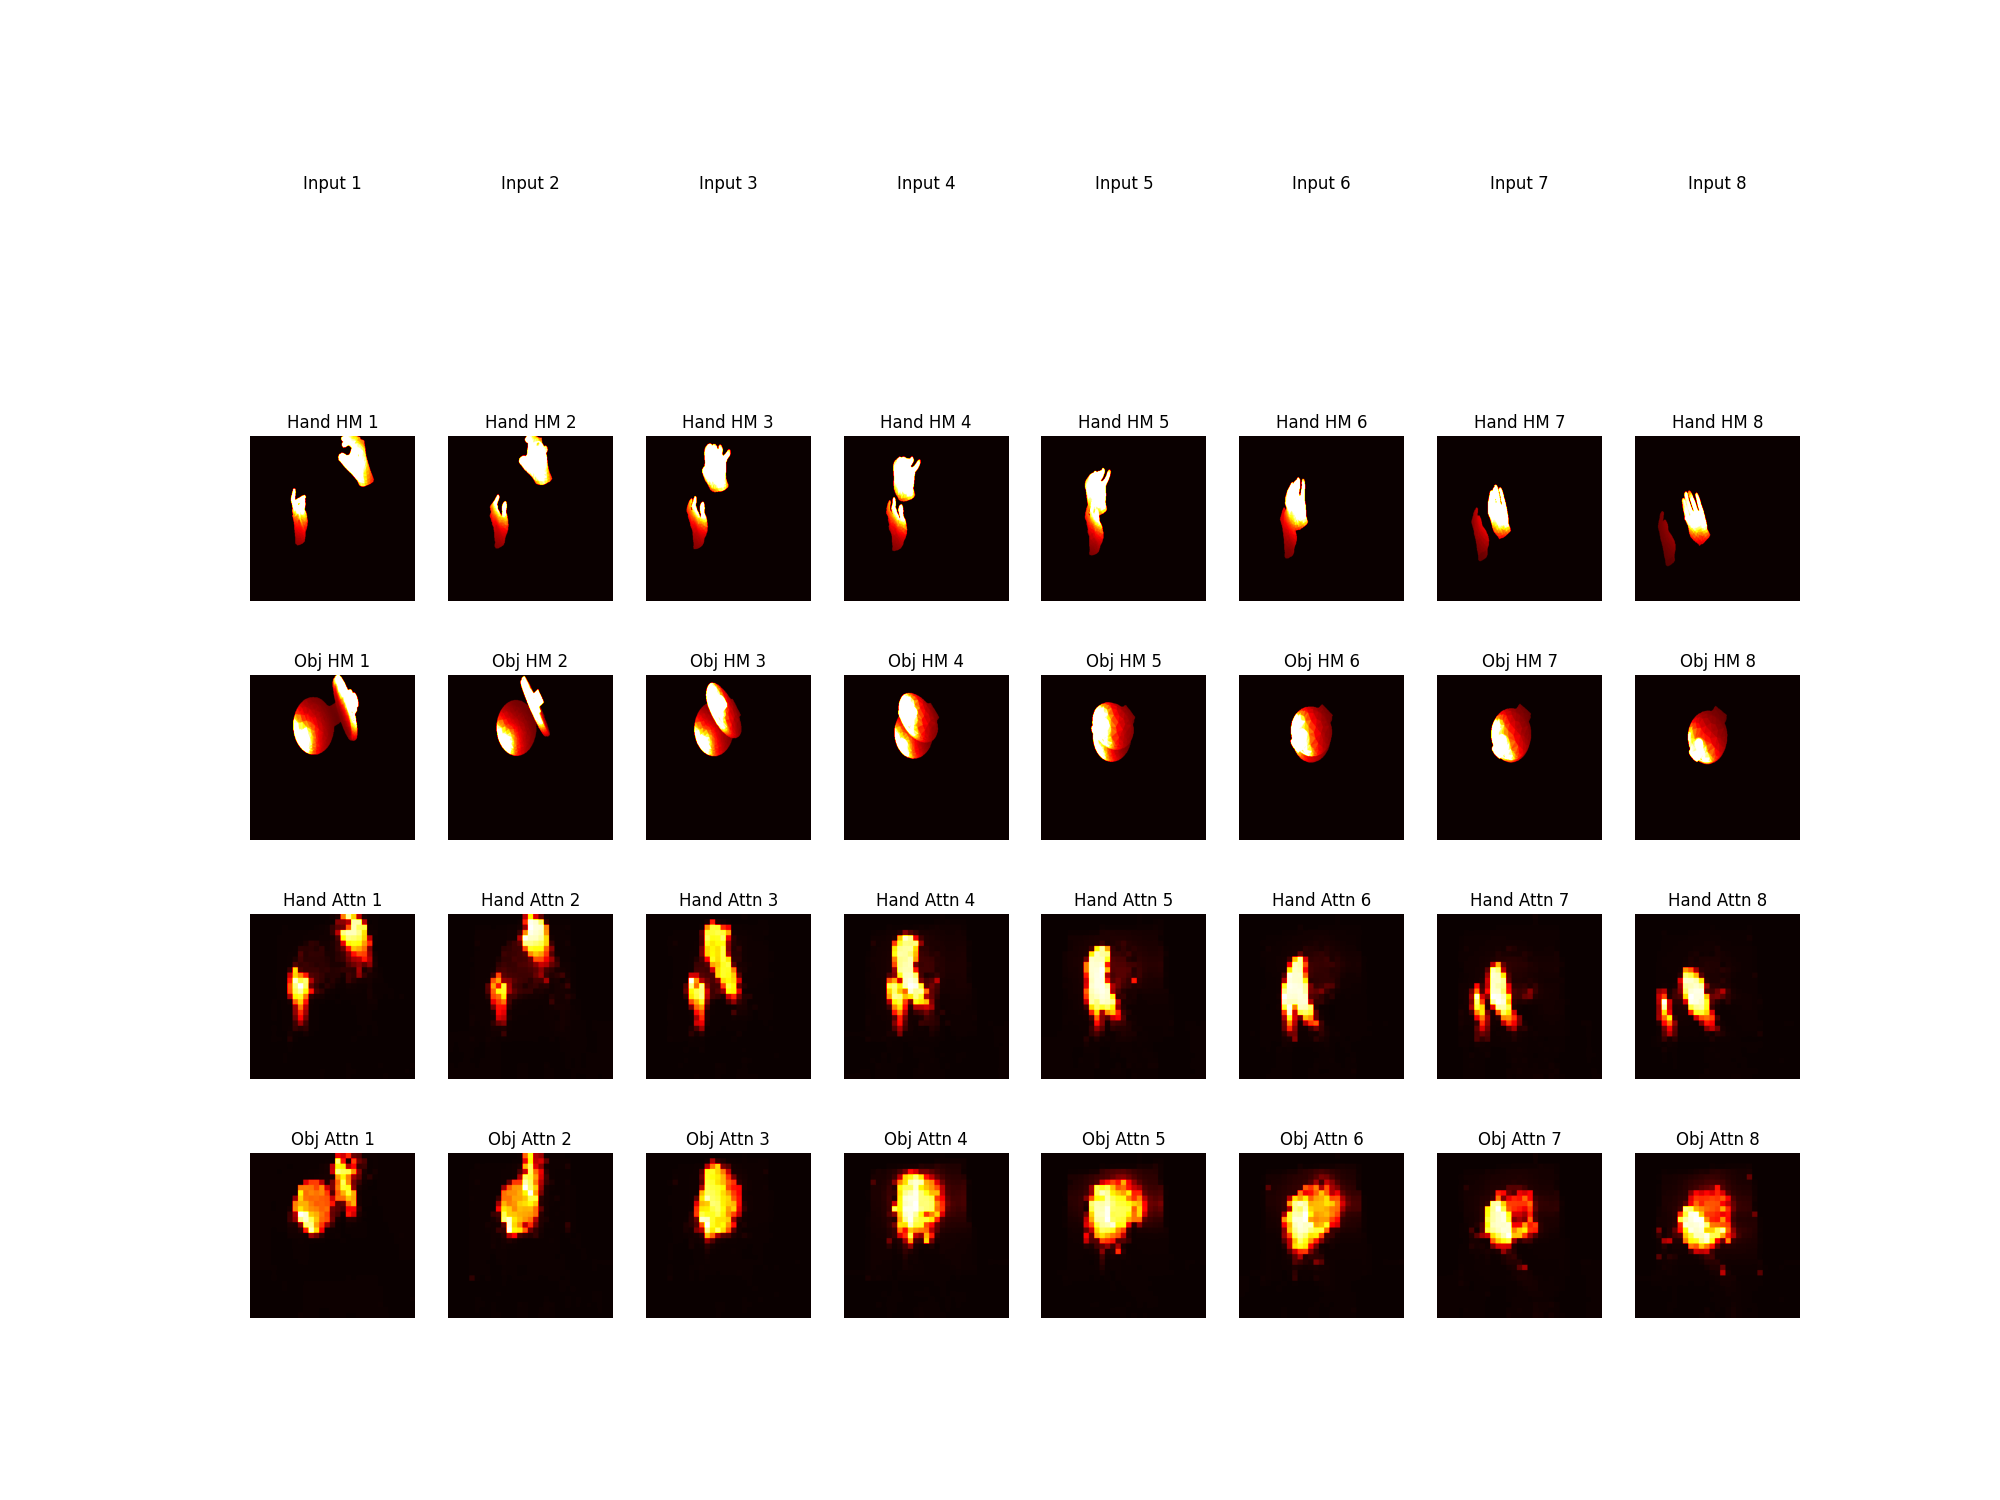 Input 1 Input 2 Input 3 Input 4 Input 5 Input 6 Input 7 Input 8
Hand HM 1 Hand HM 2 Hand HM 3 Hand HM 4 Hand HM 5 Hand HM 6 Hand HM 7 Hand HM 8
Obj HM 1 Obj HM 2 Obj HM 3 Obj HM 4 Obj HM 5 Obj HM 6 Obj HM 7 Obj HM 8
Hand Attn 1 Hand Attn 2 Hand Attn 3 Hand Attn 4 Hand Attn 5 Hand Attn 6 Hand Attn 7 Hand Attn 8
Obj Attn 1 Obj Attn 2 Obj Attn 3 Obj Attn 4 Obj Attn 5 Obj Attn 6 Obj Attn 7 Obj Attn 8